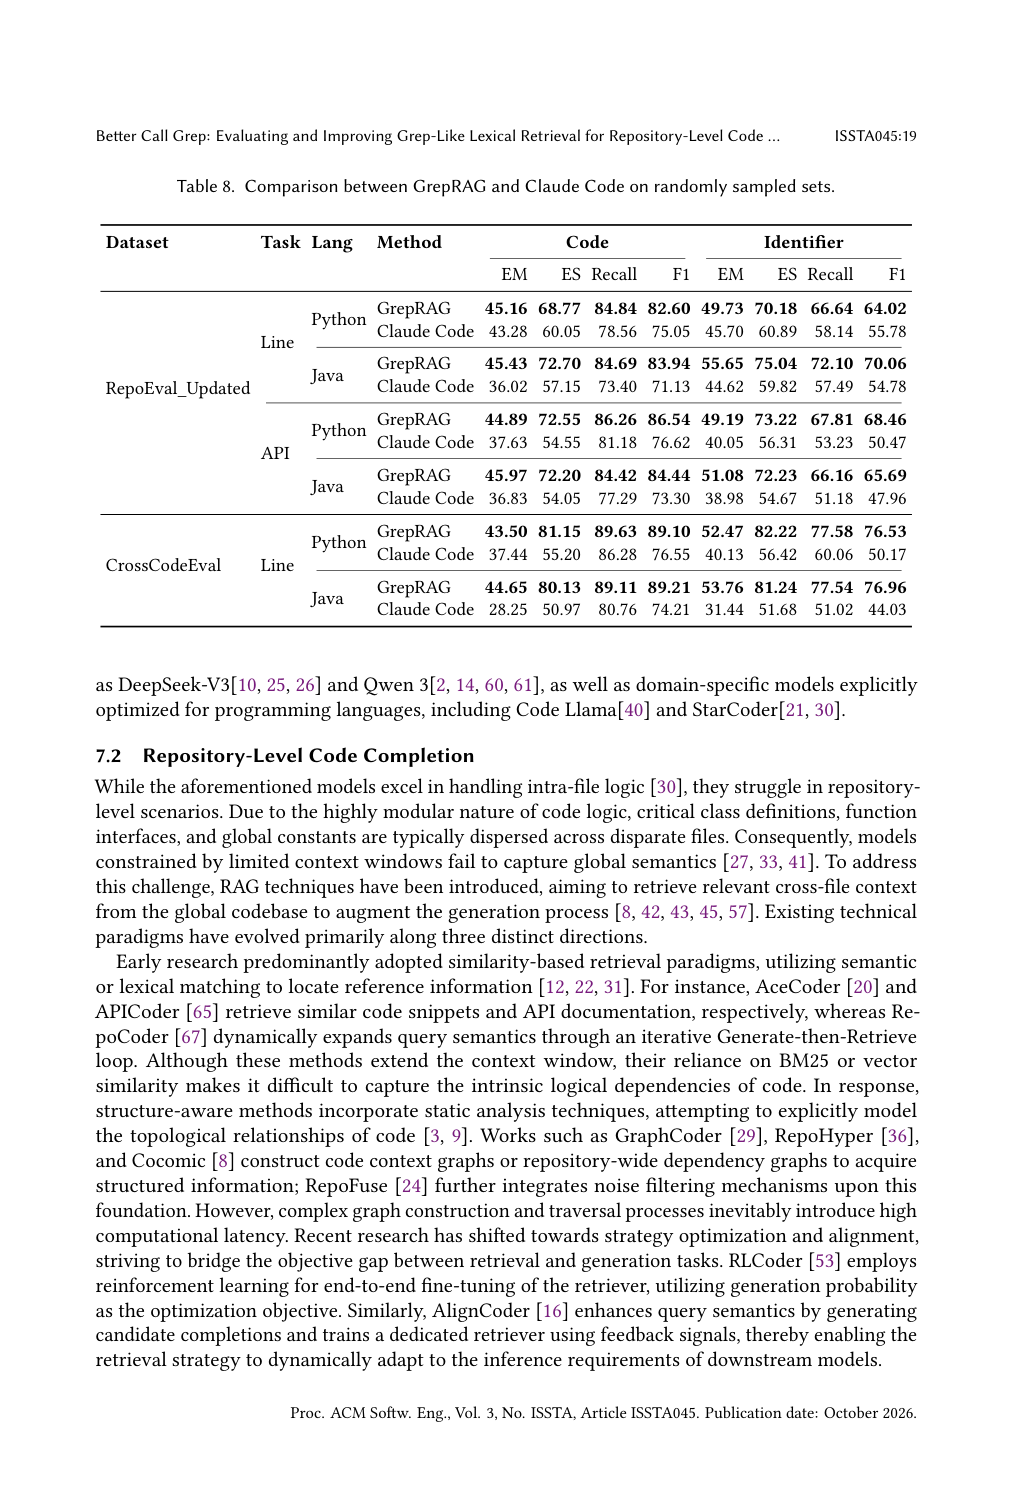 Better Call Grep: Evaluating and Improving Grep-Like Lexical Retrieval for Repository-Level Code ... ISSTA045:19
Table 8. Comparison between GrepRAG and Claude Code on randomly sampled sets.
Dataset Task Lang Method Code Identifier
EM ES Recall F1 EM ES Recall F1
RepoEval_Updated Line Python GrepRAG 45.16 68.77 84.84 82.60 49.73 70.18 66.64 64.02
Claude Code 43.28 60.05 78.56 75.05 45.70 60.89 58.14 55.78
Java GrepRAG 45.43 72.70 84.69 83.94 55.65 75.04 72.10 70.06
Claude Code 36.02 57.15 73.40 71.13 44.62 59.82 57.49 54.78
API Python GrepRAG 44.89 72.55 86.26 86.54 49.19 73.22 67.81 68.46
Claude Code 37.63 54.55 81.18 76.62 40.05 56.31 53.23 50.47
Java GrepRAG 45.97 72.20 84.42 84.44 51.08 72.23 66.16 65.69
Claude Code 36.83 54.05 77.29 73.30 38.98 54.67 51.18 47.96
CrossCodeEval Line Python GrepRAG 43.50 81.15 89.63 89.10 52.47 82.22 77.58 76.53
Claude Code 37.44 55.20 86.28 76.55 40.13 56.42 60.06 50.17
Java GrepRAG 44.65 80.13 89.11 89.21 53.76 81.24 77.54 76.96
Claude Code 28.25 50.97 80.76 74.21 31.44 51.68 51.02 44.03
as DeepSeek-V3[10, 25, 26] and Qwen 3[2, 14, 60, 61], as well as domain-specific models explicitly
optimized for programming languages, including Code Llama[40] and StarCoder[21, 30].
7.2 Repository-Level Code Completion
While the aforementioned models excel in handling intra-file logic [30], they struggle in repository-
level scenarios. Due to the highly modular nature of code logic, critical class definitions, function
interfaces, and global constants are typically dispersed across disparate files. Consequently, models
constrained by limited context windows fail to capture global semantics [27, 33, 41]. To address
this challenge, RAG techniques have been introduced, aiming to retrieve relevant cross-file context
from the global codebase to augment the generation process [8, 42, 43, 45, 57]. Existing technical
paradigms have evolved primarily along three distinct directions.
Early research predominantly adopted similarity-based retrieval paradigms, utilizing semantic
or lexical matching to locate reference information [12, 22, 31]. For instance, AceCoder [20] and
APICoder [65] retrieve similar code snippets and API documentation, respectively, whereas Re-
poCoder [67] dynamically expands query semantics through an iterative Generate-then-Retrieve
loop. Although these methods extend the context window, their reliance on BM25 or vector
similarity makes it difficult to capture the intrinsic logical dependencies of code. In response,
structure-aware methods incorporate static analysis techniques, attempting to explicitly model
the topological relationships of code [3, 9]. Works such as GraphCoder [29], RepoHyper [36],
and Cocomic [8] construct code context graphs or repository-wide dependency graphs to acquire
structured information; RepoFuse [24] further integrates noise filtering mechanisms upon this
foundation. However, complex graph construction and traversal processes inevitably introduce high
computational latency. Recent research has shifted towards strategy optimization and alignment,
striving to bridge the objective gap between retrieval and generation tasks. RLCoder [53] employs
reinforcement learning for end-to-end fine-tuning of the retriever, utilizing generation probability
as the optimization objective. Similarly, AlignCoder [16] enhances query semantics by generating
candidate completions and trains a dedicated retriever using feedback signals, thereby enabling the
retrieval strategy to dynamically adapt to the inference requirements of downstream models.
Proc. ACM Softw. Eng., Vol. 3, No. ISSTA, Article ISSTA045. Publication date: October 2026.